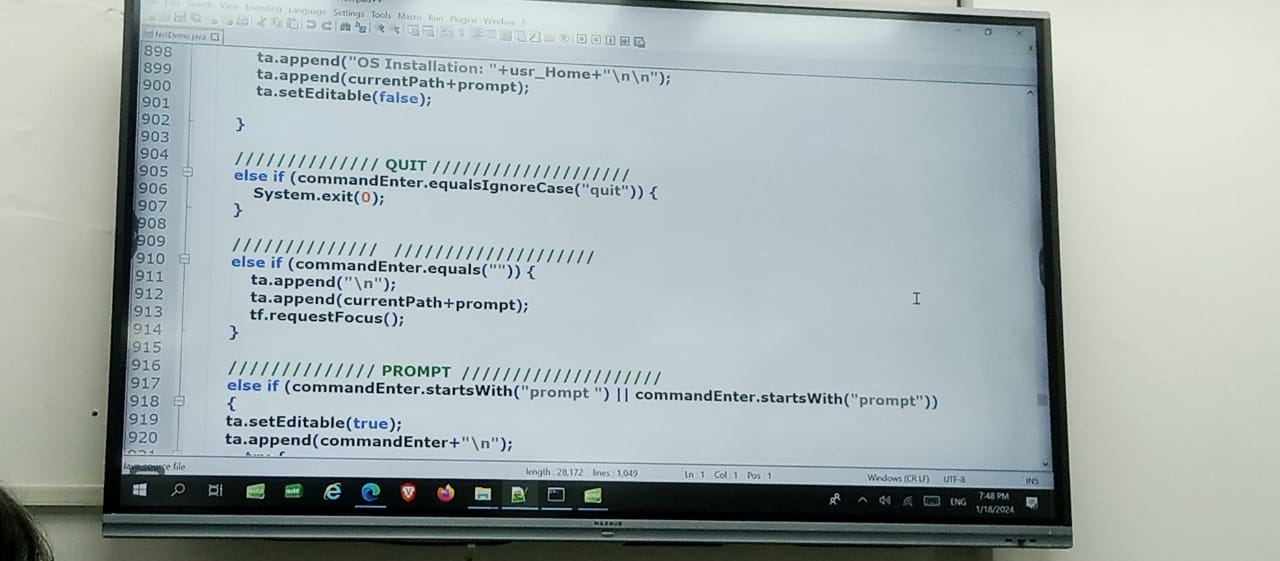 Search View Encoding Language Settings Tools Macro Run Plugins Window ?
NetDemo.java
898 ta.append("OS Installation: "+usr_Home+"\n\n");
899 ta.append(currentPath+prompt);
900 ta.setEditable(false);
901
902 }
903
904 ////////////// QUIT ///////////////////
905 else if (commandEnter.equalsIgnoreCase("quit")) {
906 System.exit(0);
907 }
908
909 ////////////// ///////////////////
910 else if (commandEnter.equals("")) {
911 ta.append("\n");
912 ta.append(currentPath+prompt);
913 tf.requestFocus();
914 }
915
916 ////////////// PROMPT ///////////////////
917 else if (commandEnter.startsWith("prompt ") || commandEnter.startsWith("prompt"))
918 {
919 ta.setEditable(true);
920 ta.append(commandEnter+"\n");
Java source file length : 28,172 lines : 1,049 Ln : 1 Col : 1 Pos : 1 Windows (CR LF) UTF-8 INS
ENG 7:48 PM
1/18/2024
MAXHUB